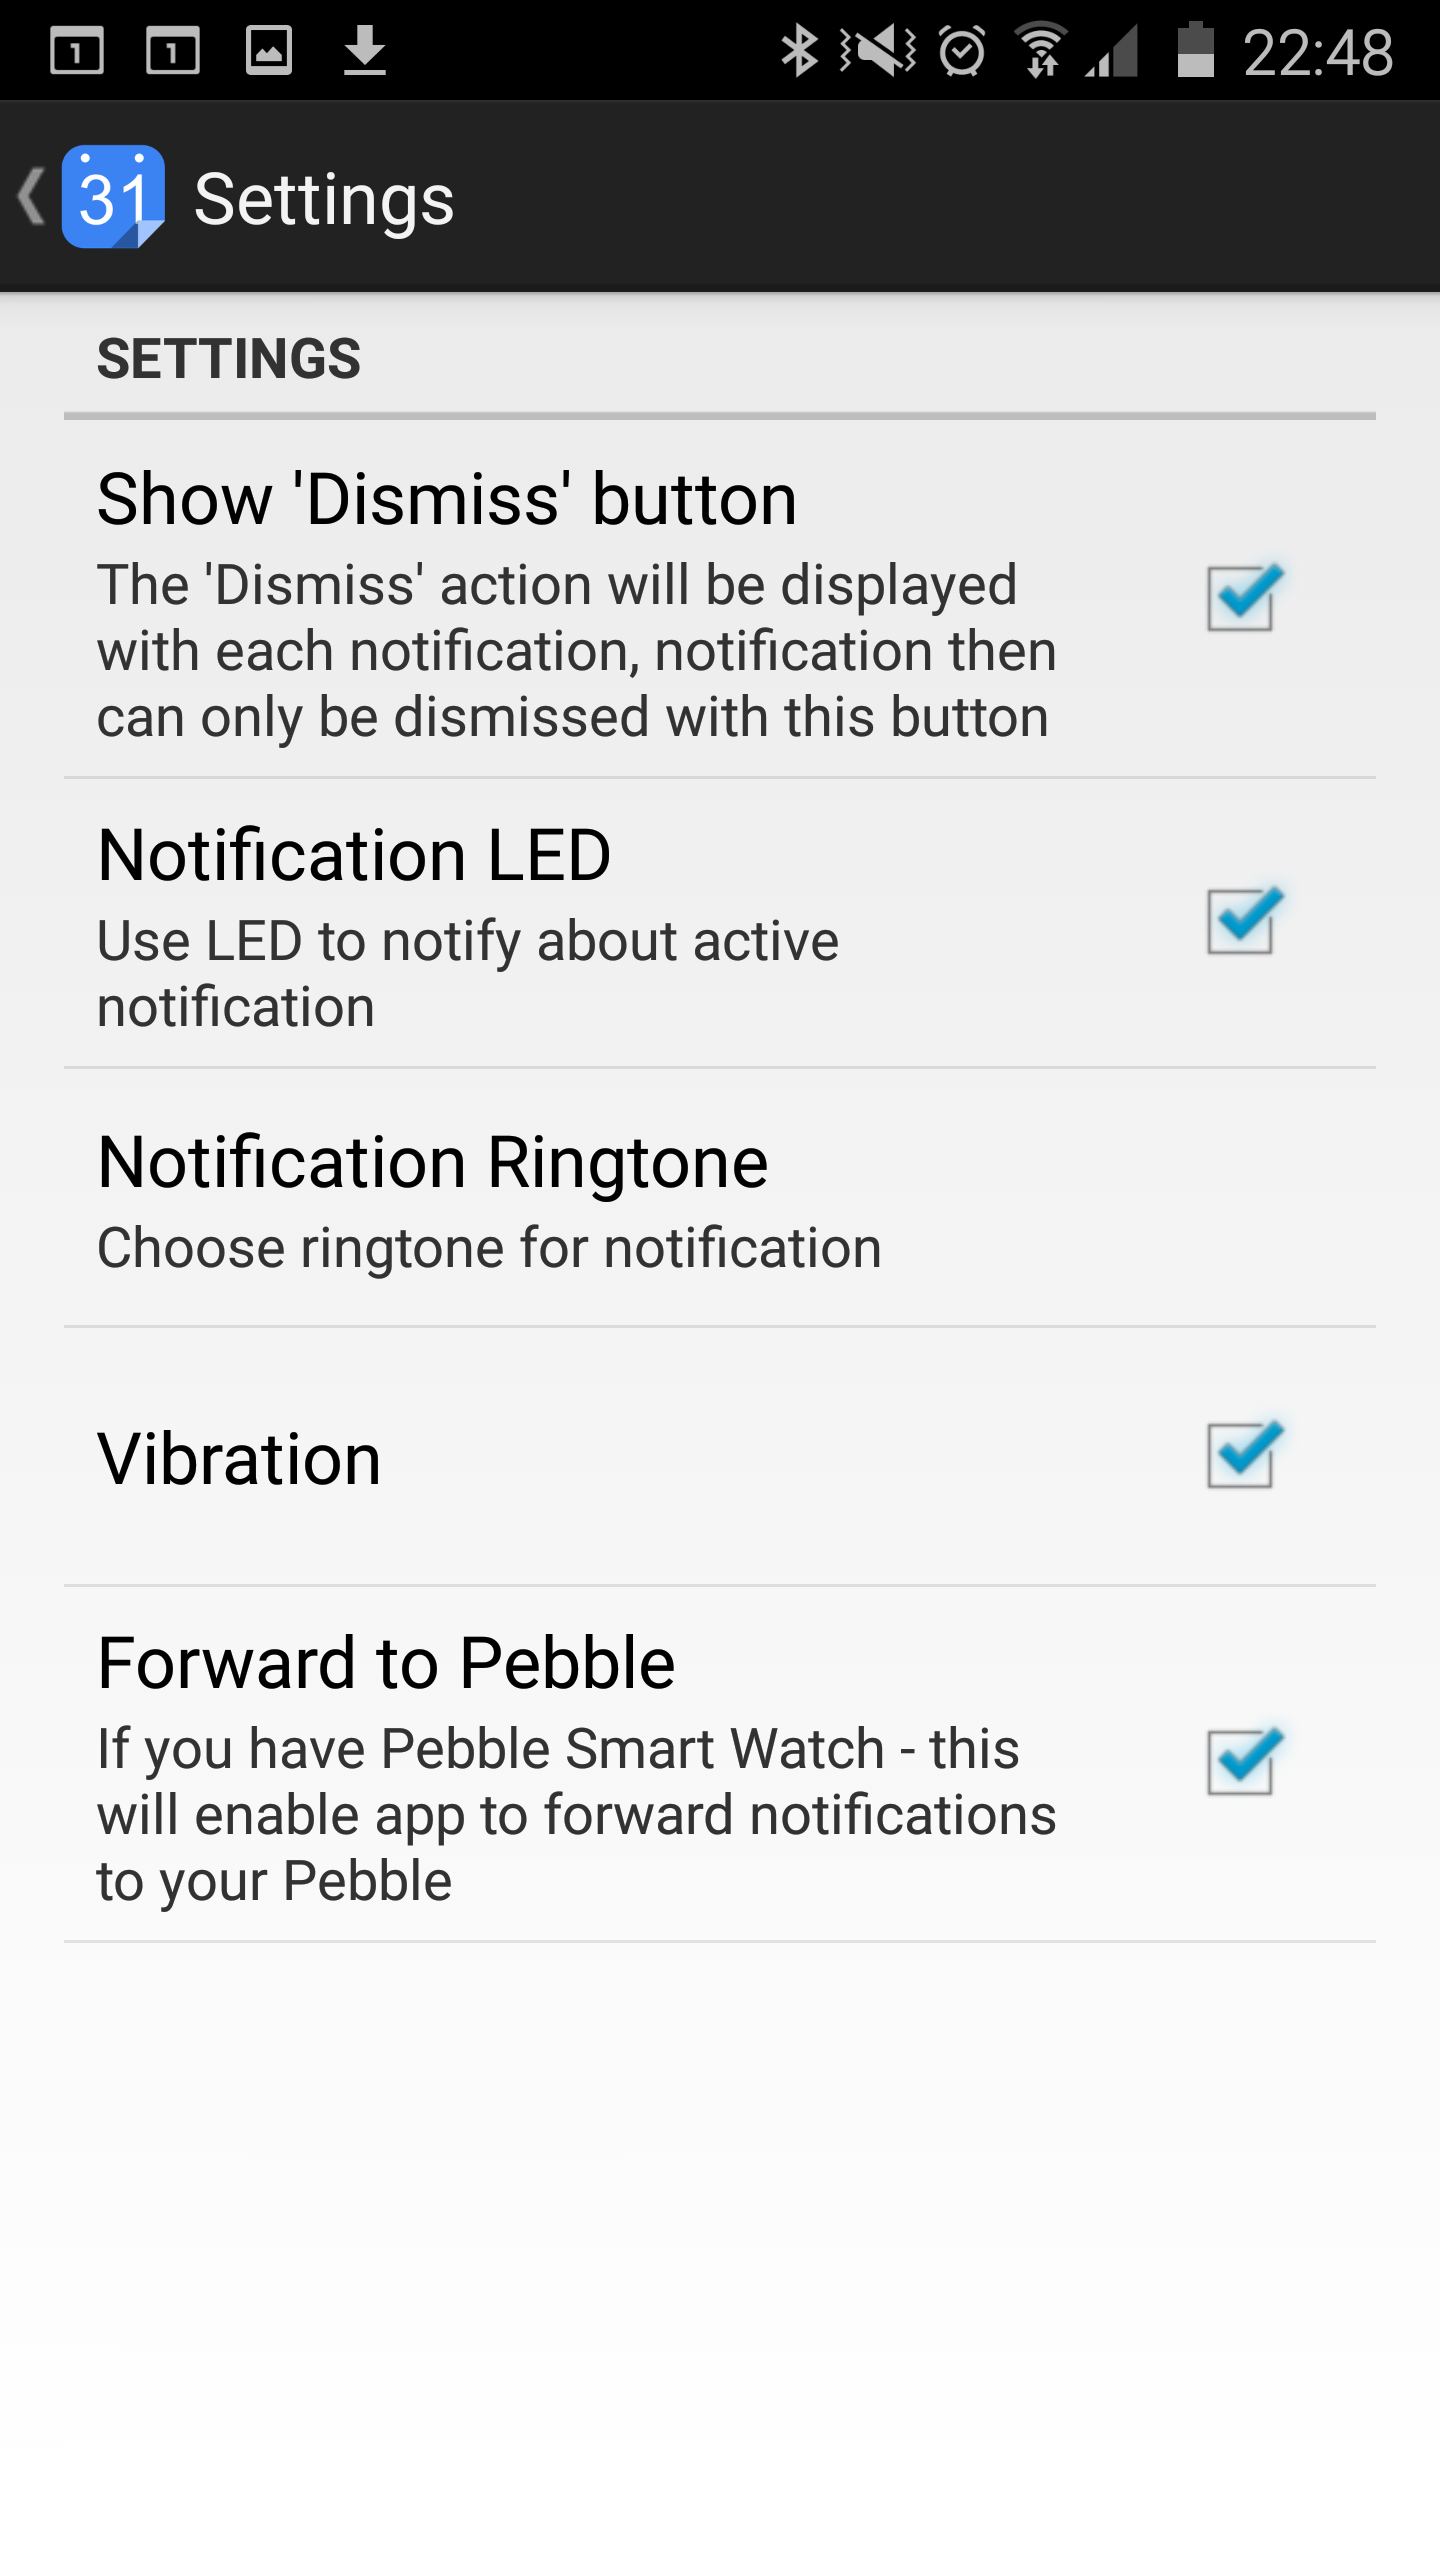 1 1 22:48
31 Settings
SETTINGS
Show 'Dismiss' button
The 'Dismiss' action will be displayed
with each notification, notification then
can only be dismissed with this button
Notification LED
Use LED to notify about active
notification
Notification Ringtone
Choose ringtone for notification
Vibration
Forward to Pebble
If you have Pebble Smart Watch - this
will enable app to forward notifications
to your Pebble